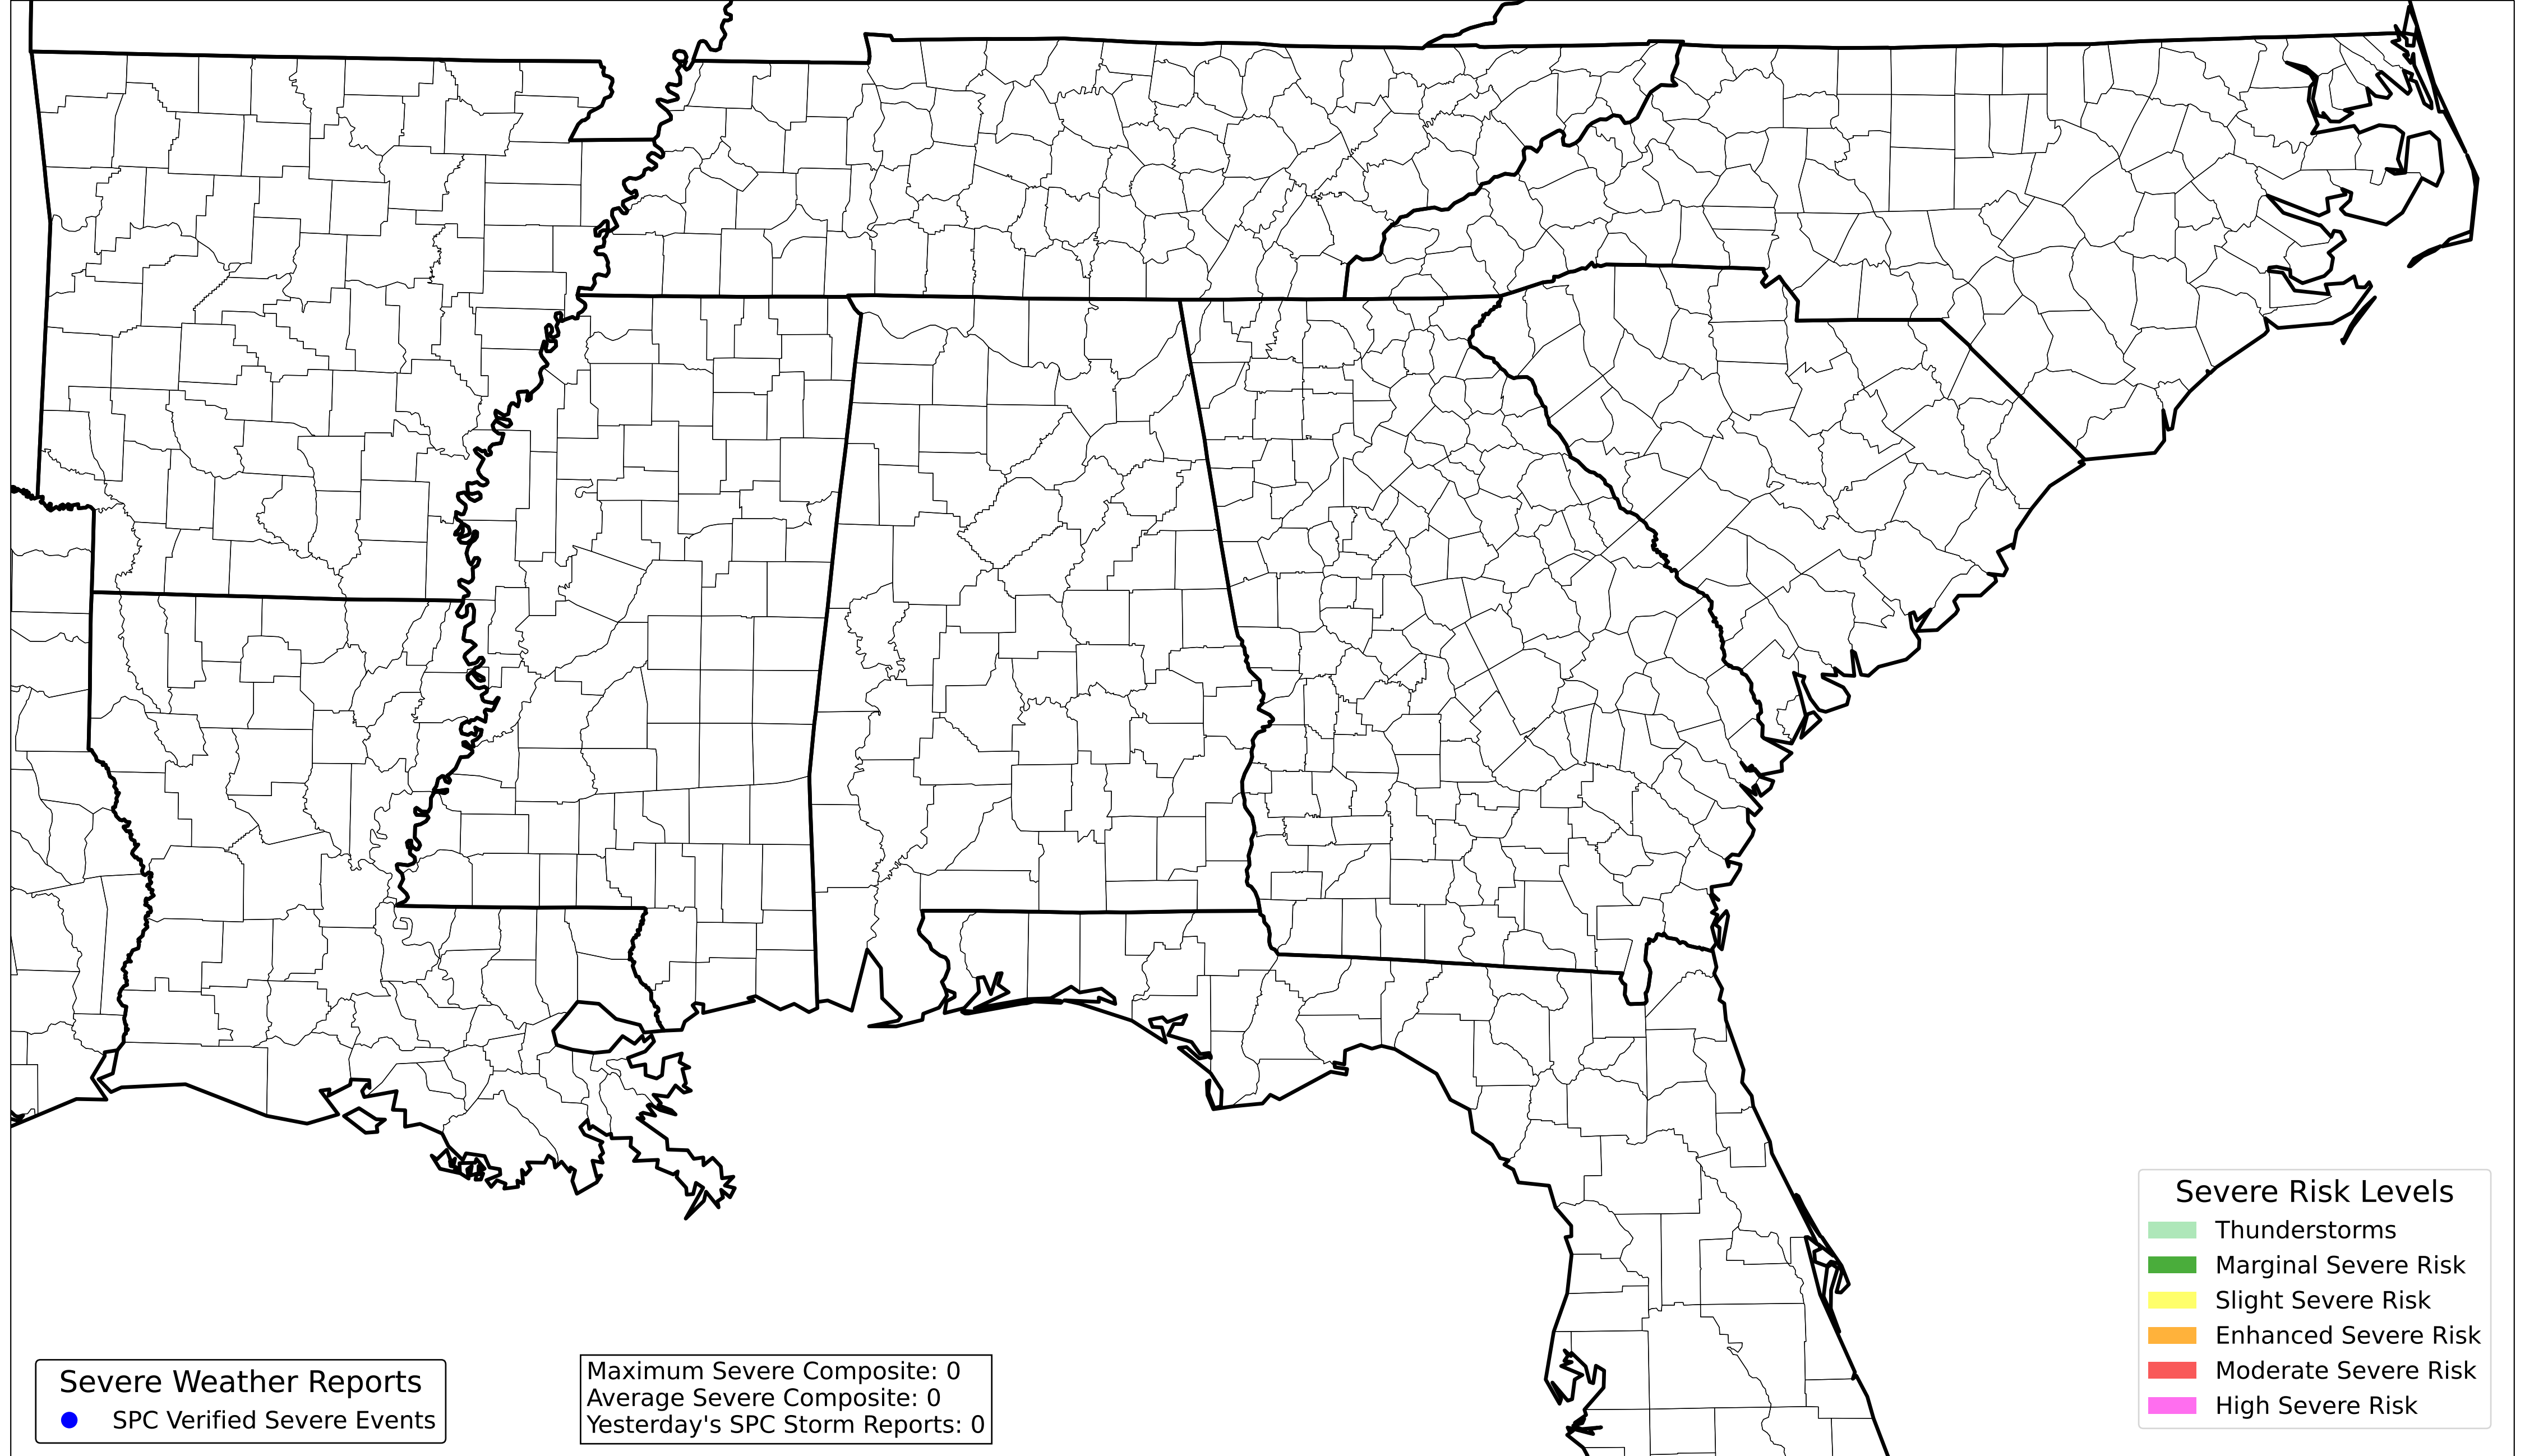 Severe Weather Reports
SPC Verified Severe Events
Maximum Severe Composite: 0
Average Severe Composite: 0
Yesterday's SPC Storm Reports: 0
Severe Risk Levels
Thunderstorms
Marginal Severe Risk
Slight Severe Risk
Enhanced Severe Risk
Moderate Severe Risk
High Severe Risk